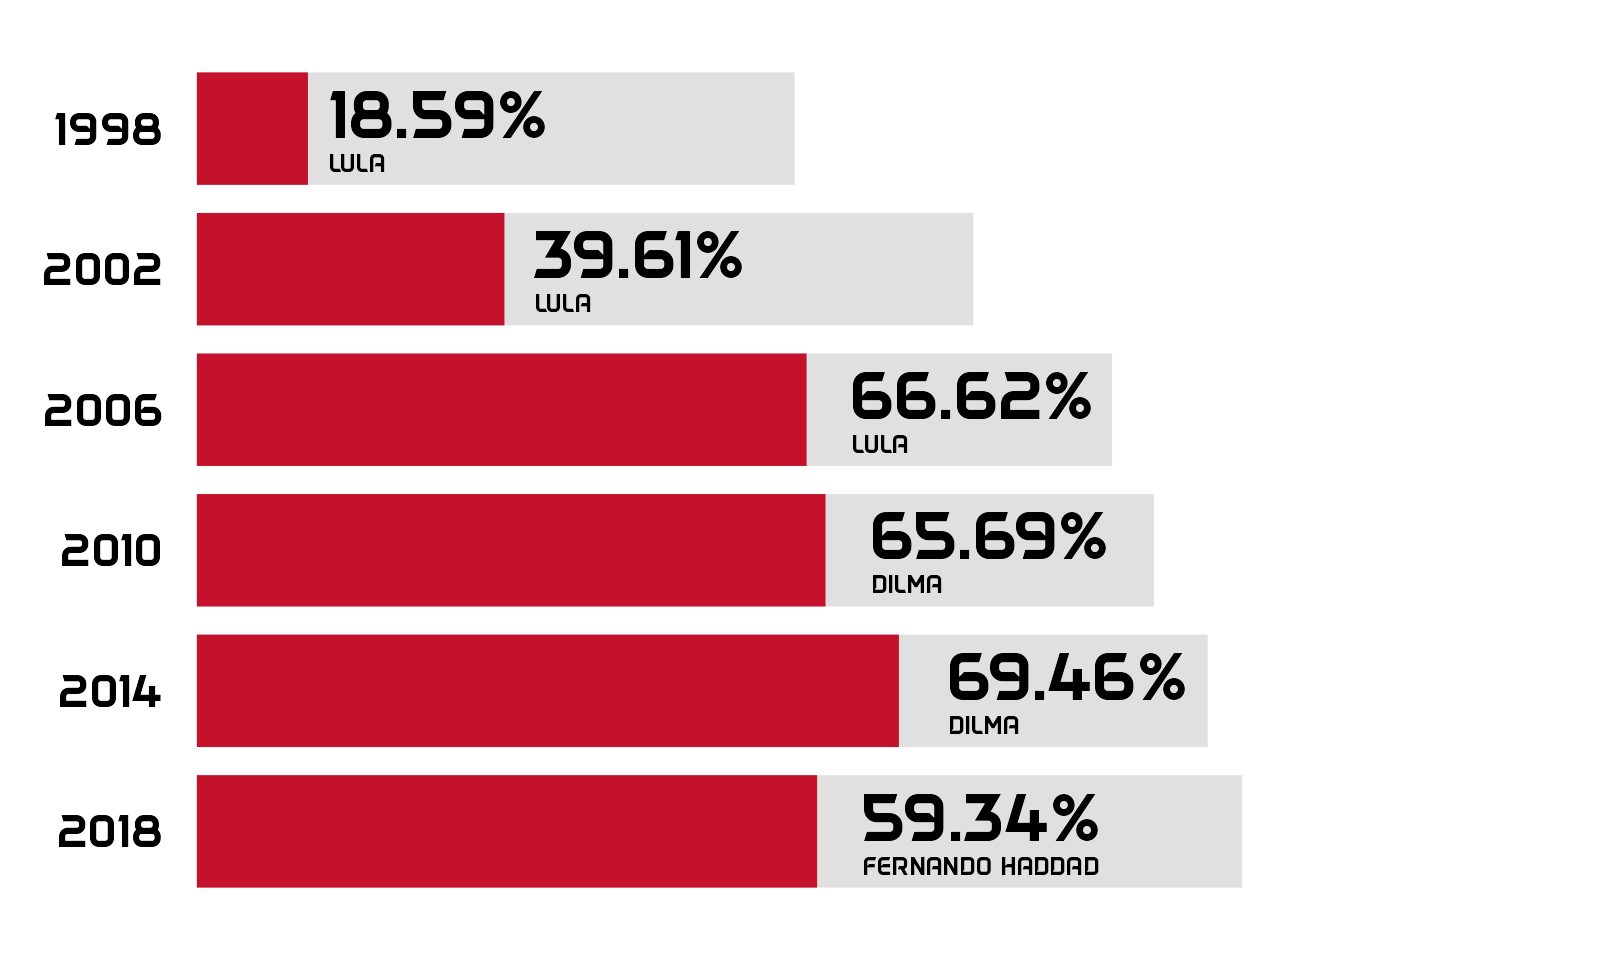 1998
18.59%
LULA
2002
39.61%
LULA
2006
66.62%
LULA
2010
65.69%
DILMA
2014
69.46%
DILMA
2018
59.34%
FERNANDO HADDAD